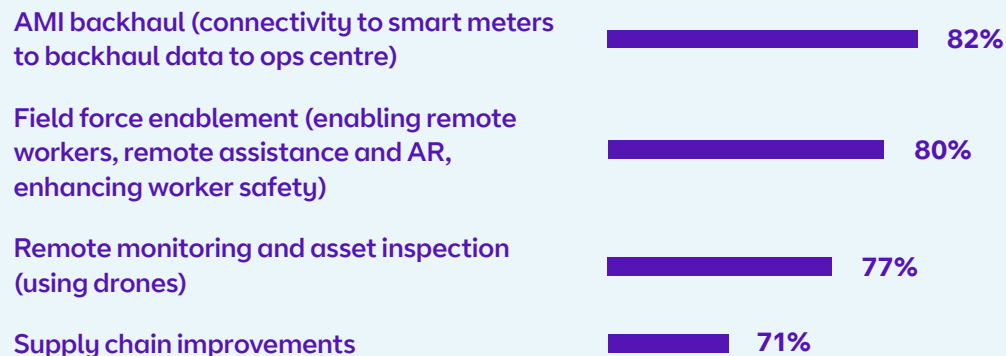 AMI backhaul (connectivity to smart meters
to backhaul data to ops centre)
82%
Field force enablement (enabling remote
workers, remote assistance and AR,
enhancing worker safety)
80%
Remote monitoring and asset inspection
(using drones)
77%
Supply chain improvements
71%